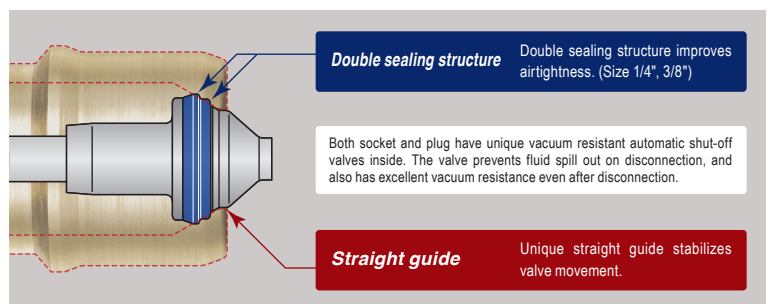 Double sealing structure
Double sealing structure improves
airtightness. (Size 1/4", 3/8")
Both socket and plug have unique vacuum resistant automatic shut-off
valves inside. The valve prevents fluid spill out on disconnection, and
also has excellent vacuum resistance even after disconnection.
Straight guide
Unique straight guide stabilizes
valve movement.